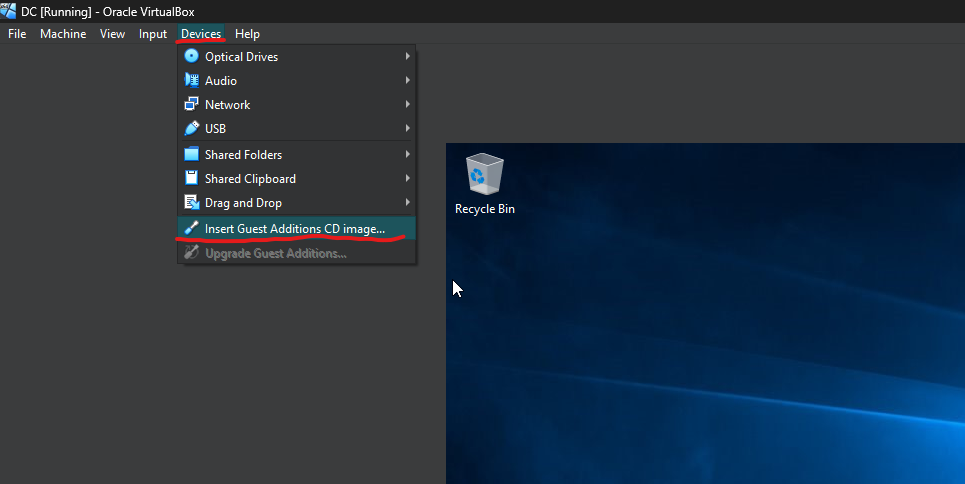 DC [Running] - Oracle VirtualBox
File Machine View Input Devices Help
Optical Drives
Audio
Network
USB
Shared Folders
Shared Clipboard
Drag and Drop
Insert Guest Additions CD image...
Upgrade Guest Additions...
Recycle Bin